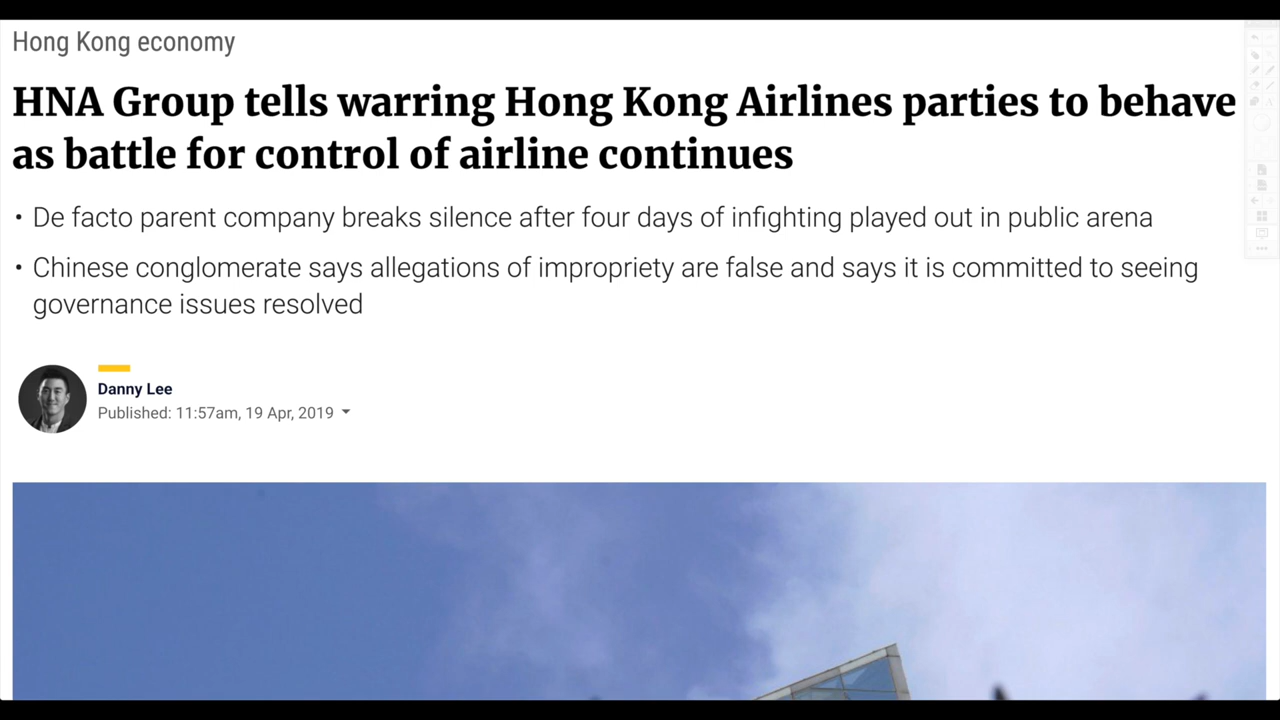 Hong Kong economy
HNA Group tells warring Hong Kong Airlines parties to behave
as battle for control of airline continues
• De facto parent company breaks silence after four days of infighting played out in public arena
• Chinese conglomerate says allegations of impropriety are false and says it is committed to seeing
governance issues resolved
Danny Lee
Published: 11:57am, 19 Apr, 2019